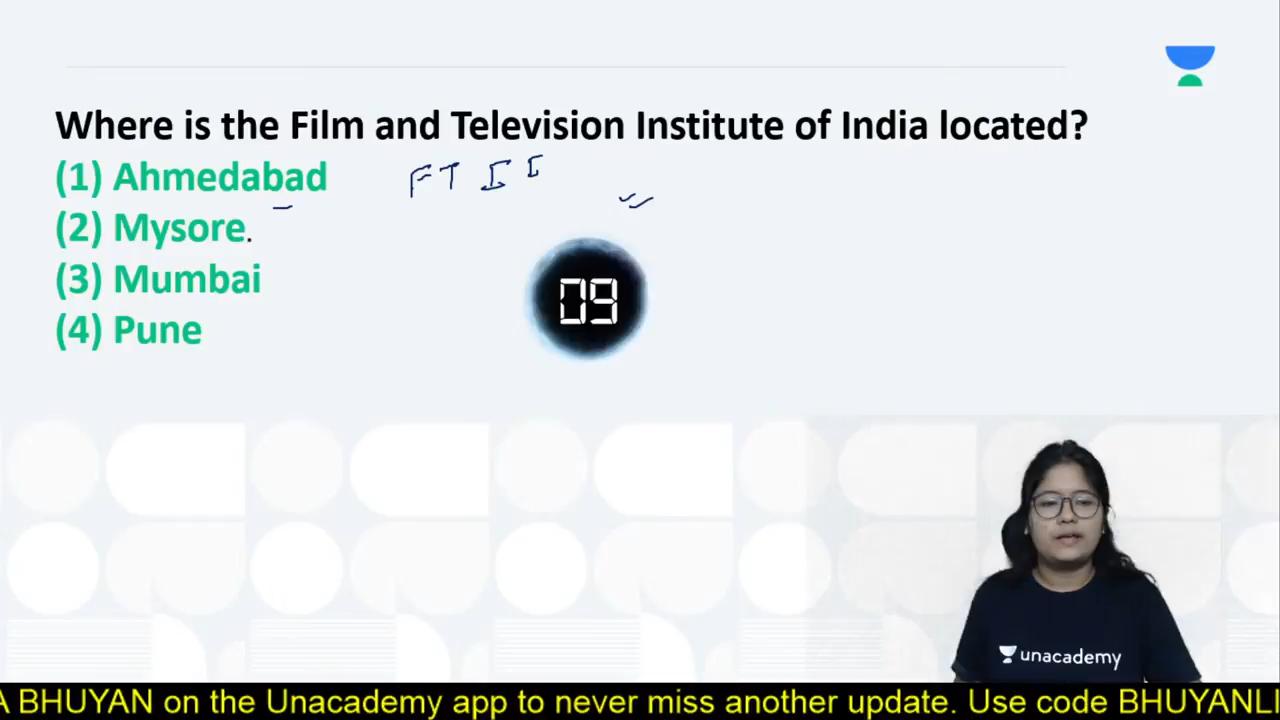 Where is the Film and Television Institute of India located?
(1) Ahmedabad
FTII
(2) Mysore.
(3) Mumbai
(4) Pune
09
unacademy
A BHUYAN on the Unacademy app to never miss another update. Use code BHUYANLI